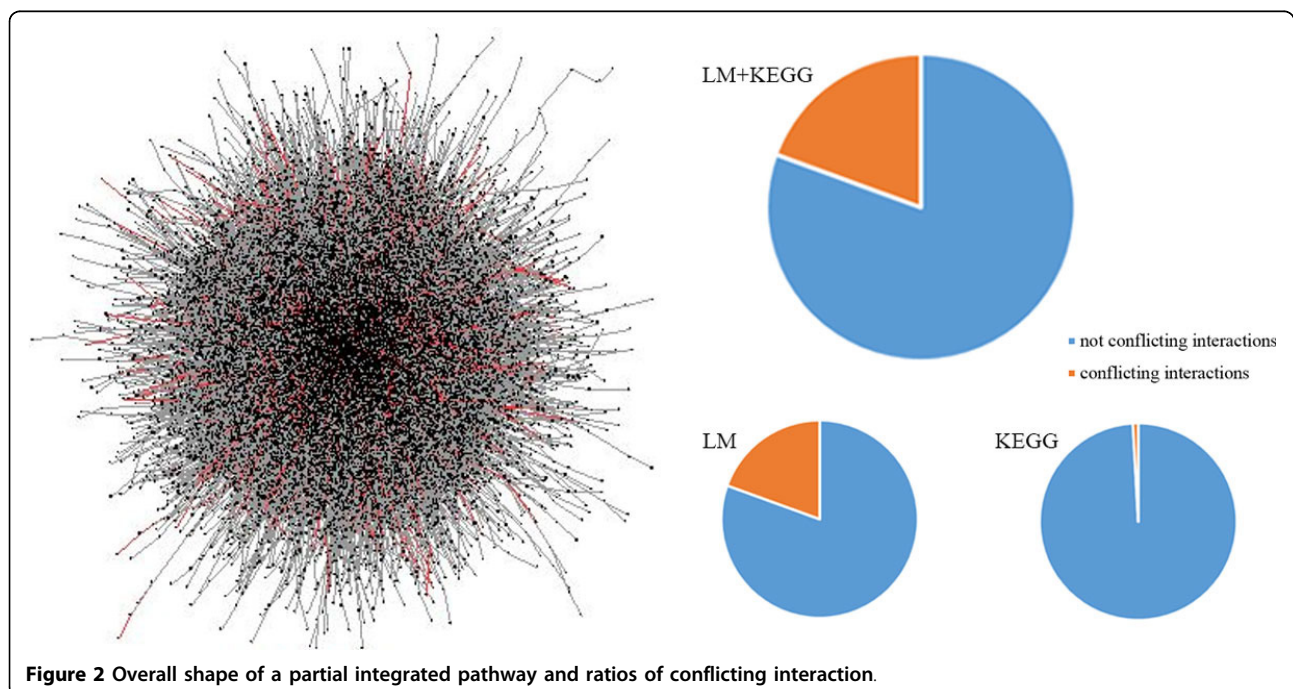 LM+KEGG
not conflicting interactions
conflicting interactions
LM
KEGG
Figure 2 Overall shape of a partial integrated pathway and ratios of conflicting interaction.